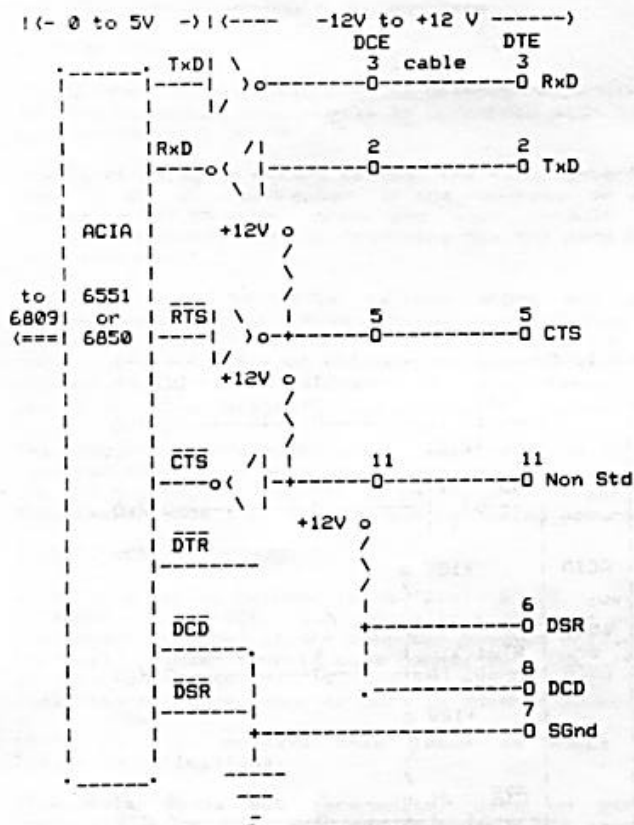 !(- 0 to 5V -)|(---- -12V to +12 V ------)
DCE DTE
TxD 3 cable 3
RxD
RxD 2 2
TxD
ACIA +12V
to 6551 RTS 5 5
6809 or CTS
(=== 6850
+12V
CTS 11 11
Non Std
+12V
DTR
6
DSR
DCD 8
DCD
DSR 7
SGnd